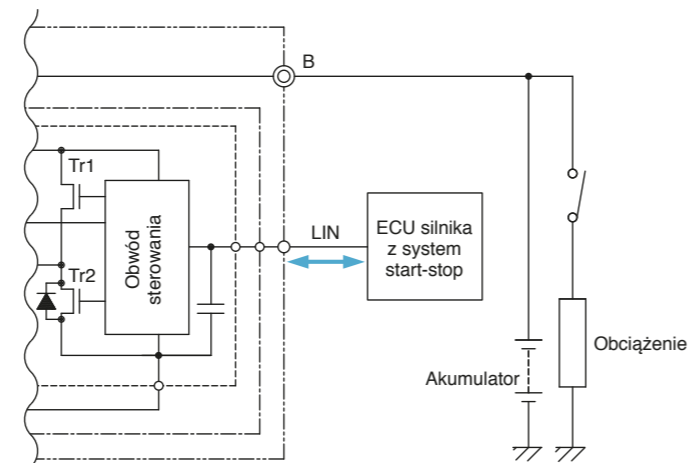 B
Tr1
Tr2
Obwód
sterowania
LIN
ECU silnika
z system
start-stop
Akumulator
Obciążenie